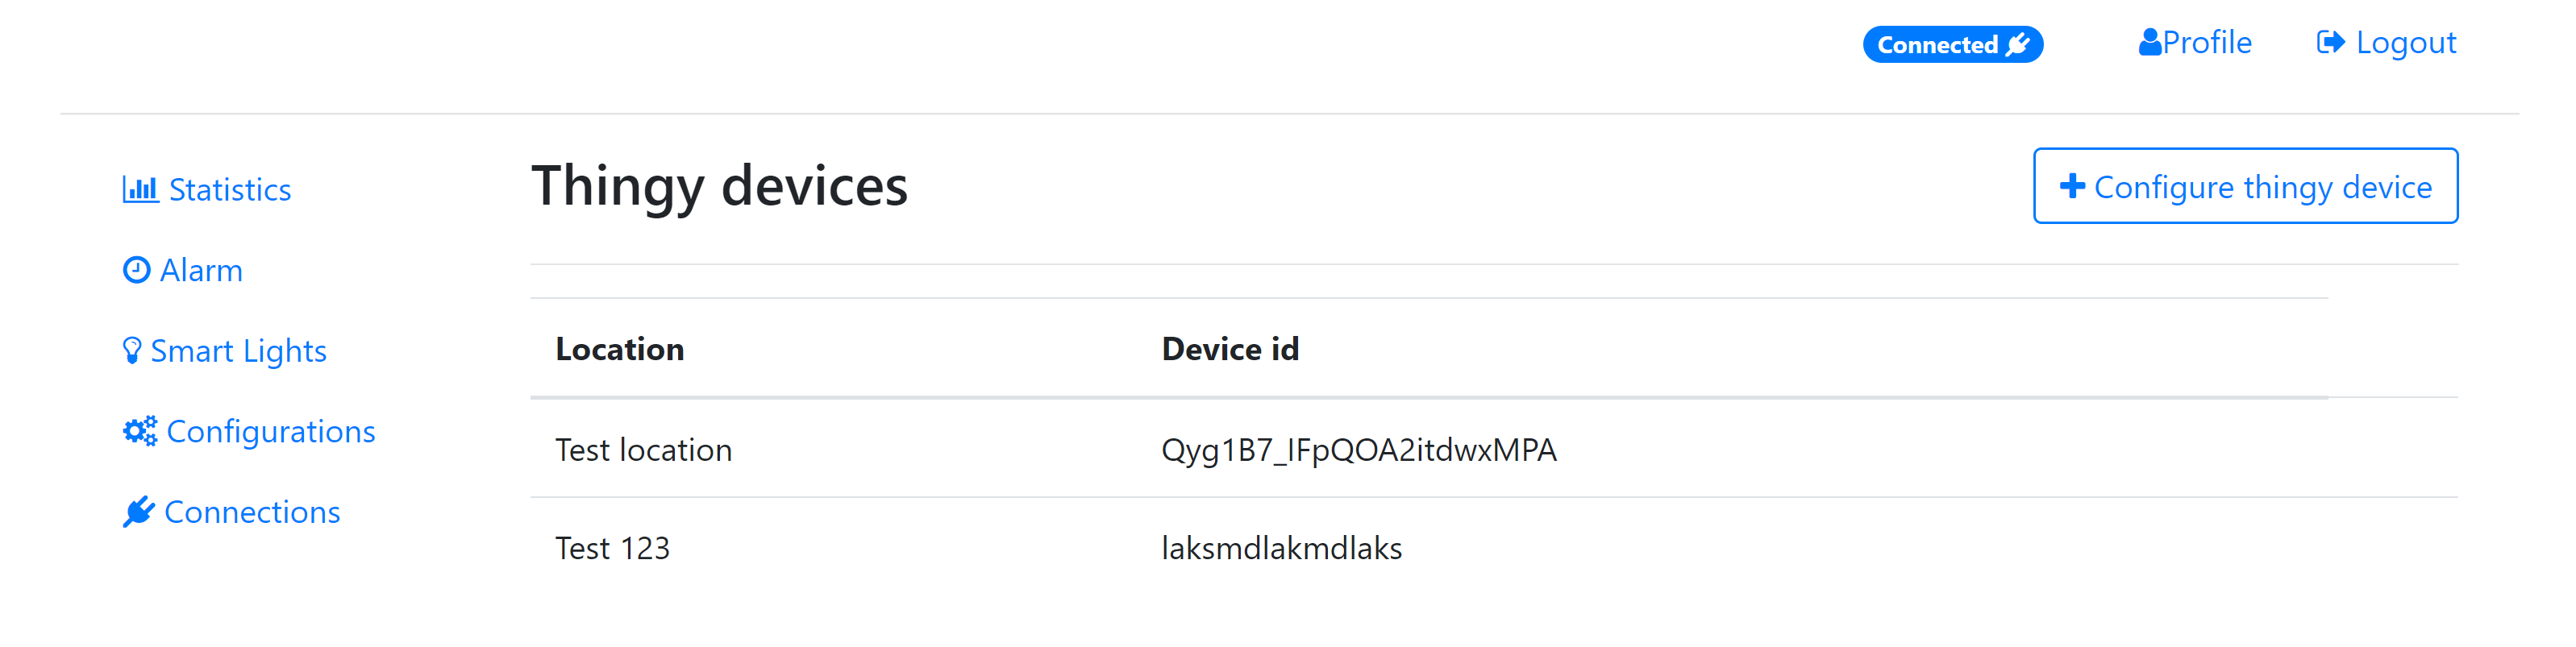 Connected
Profile
Logout
Statistics
Alarm
Smart Lights
Configurations
Connections
Thingy devices
Configure thingy device
Location Device id
Test location Qyg1B7_IFpQOA2itdwxMPA
Test 123 laksmdlakmdlaks